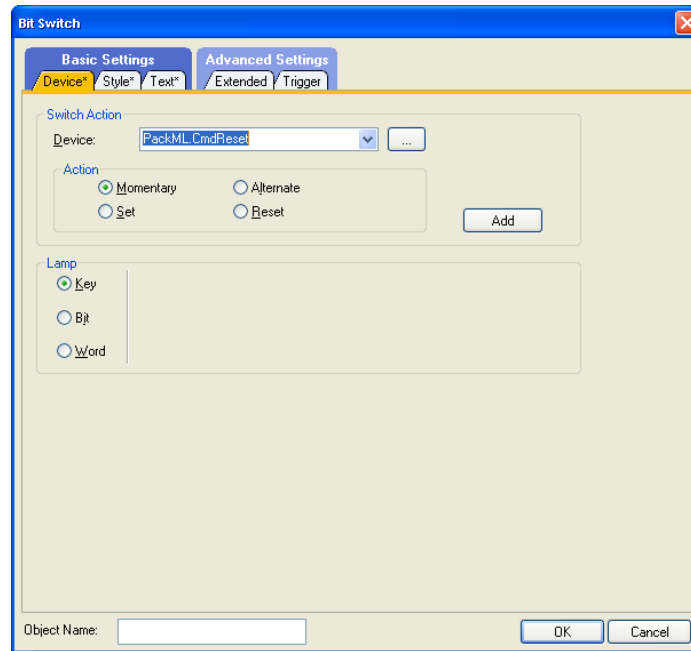 Bit Switch
Basic Settings Advanced Settings
Device* Style* Text* Extended Trigger
Switch Action
Device: PackML.CmdReset ...
Action
Momentary Alternate
Set Reset
Add
Lamp
Key
Bit
Word
Object Name: OK Cancel